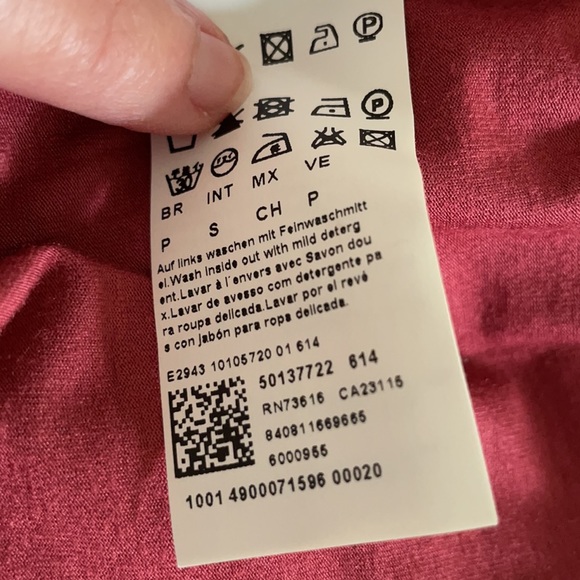 P
P
30 PRC
BR INT MX VE
P S CH P
Auf links waschen mit Feinwaschmitt
el.Wash inside out with mild deterg
ent.Lavar à l'envers avec Savon dou
x.Lavar de avesso com detergente pa
ra roupa delicada.Lavar por el revé
s con jabón para ropa delicada.
E2943 10105720 01 614
50137722 614
RN73616 CA23115
840811669665
6000955
1001 4900071596 00020